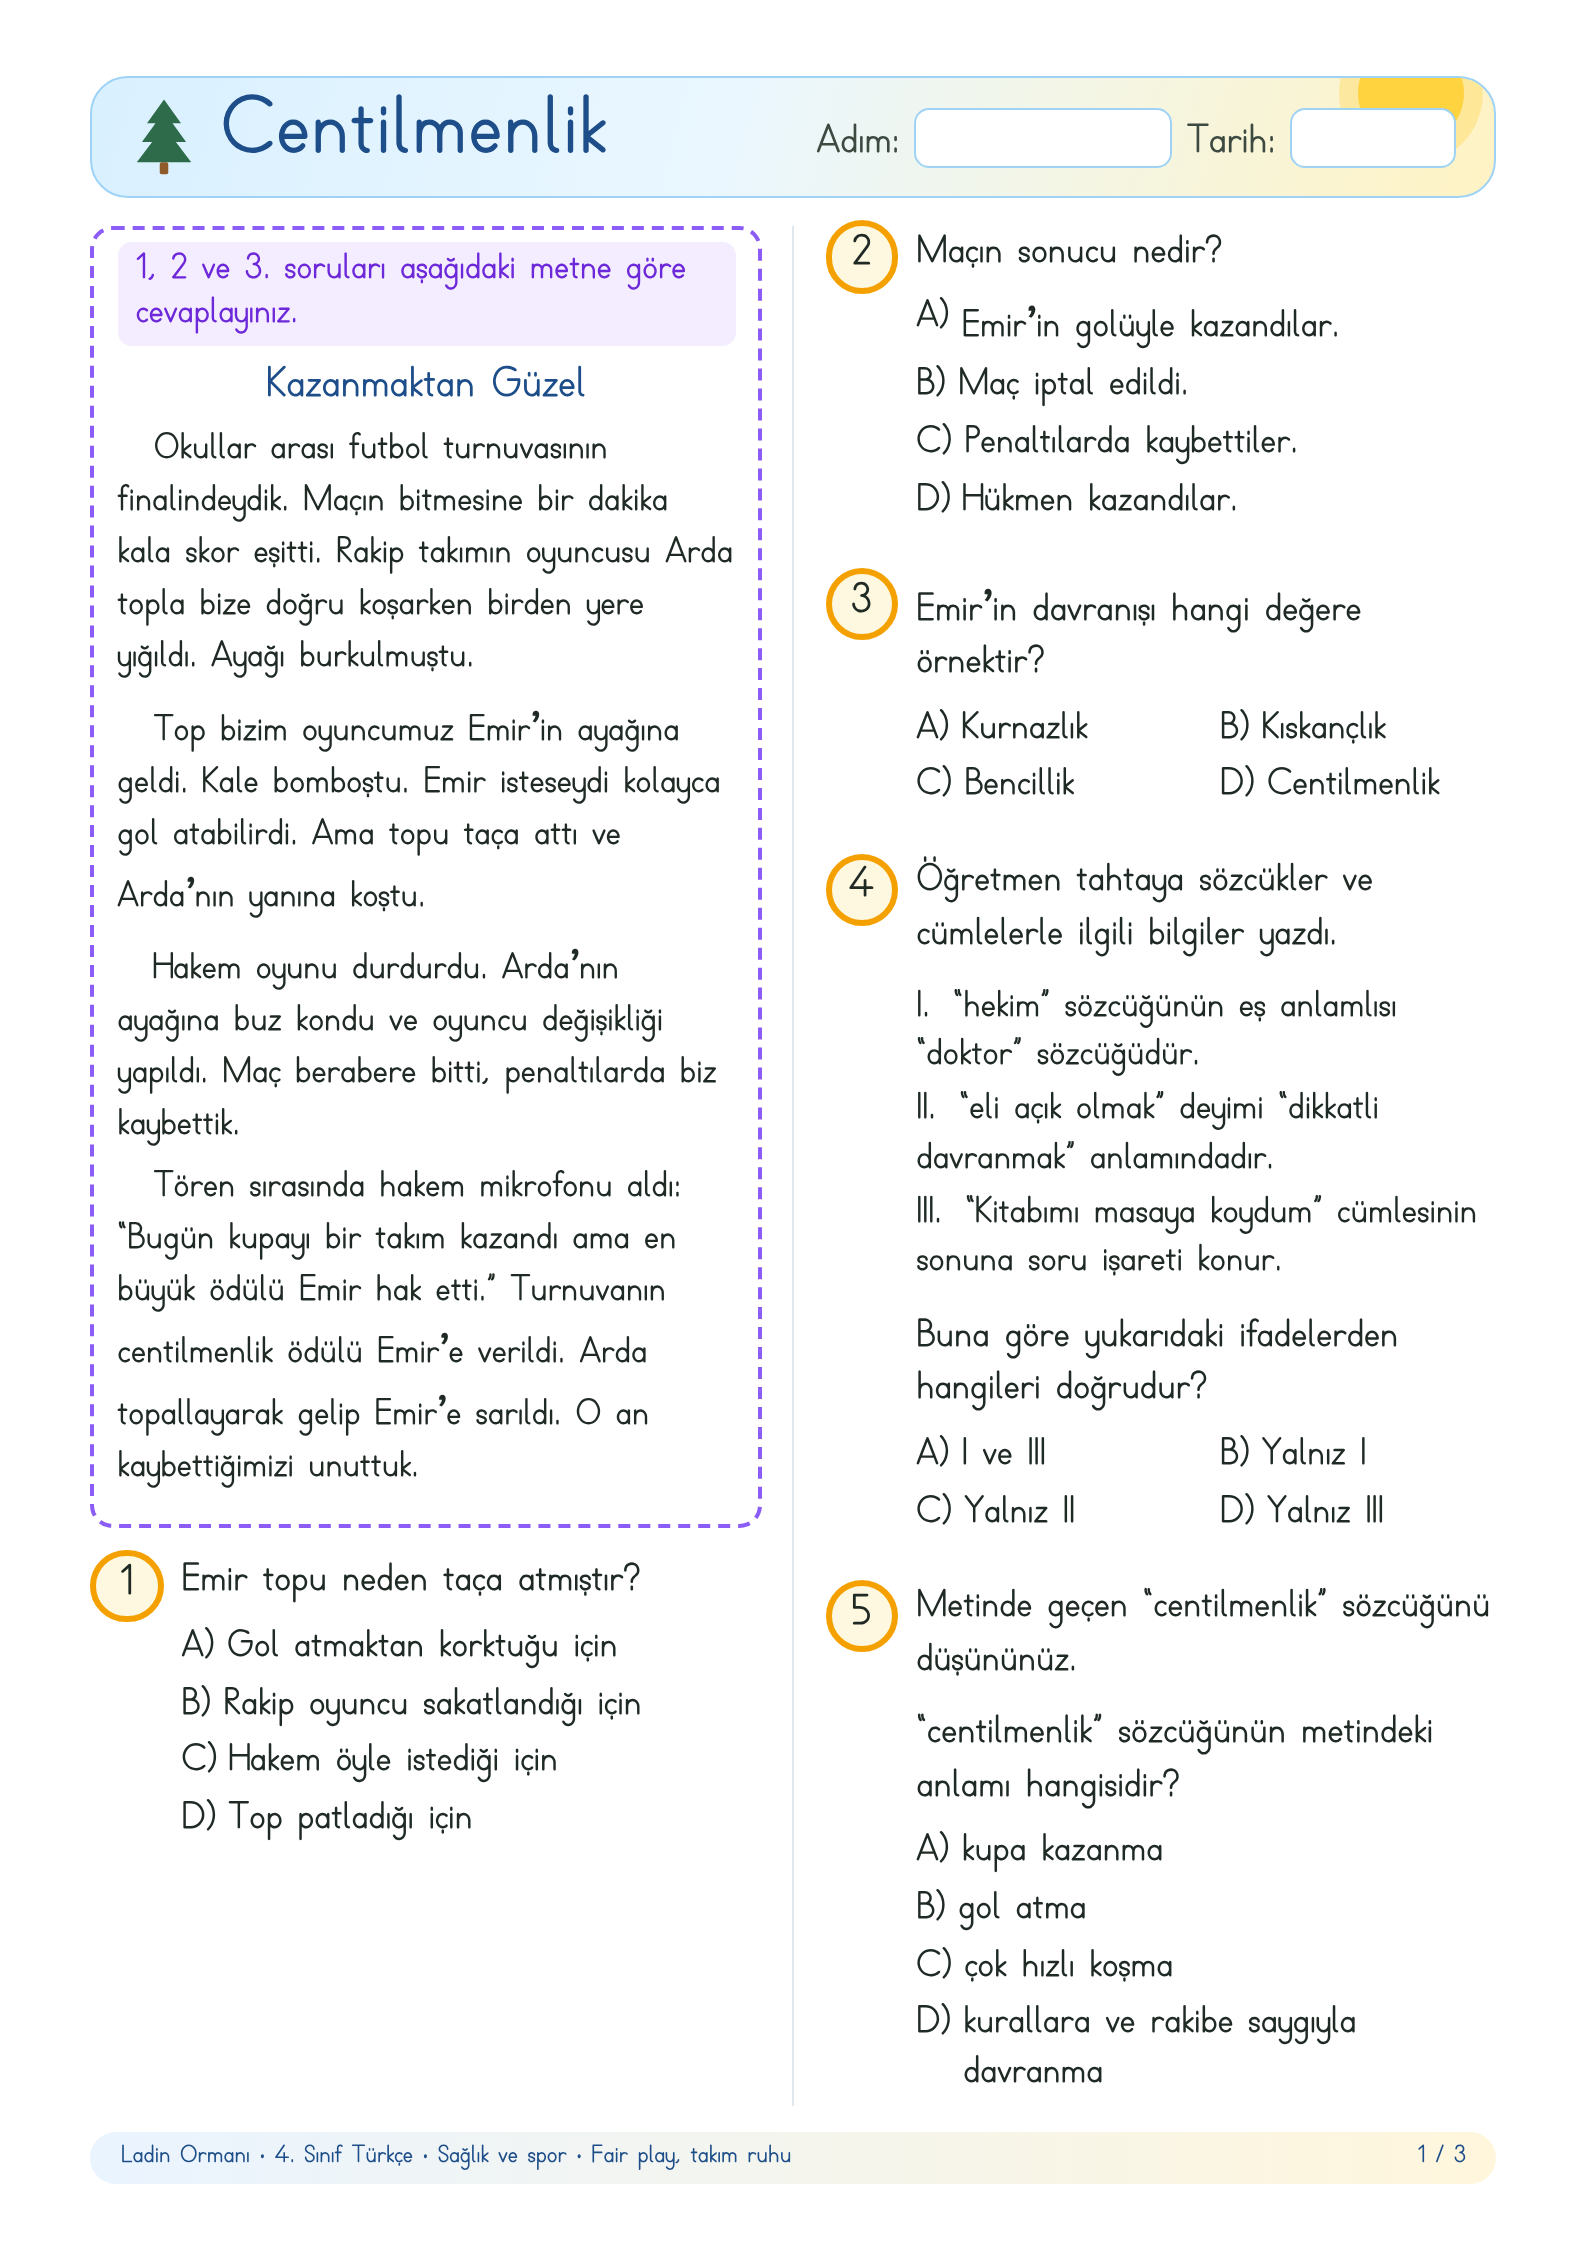 Centilmenlik
Adım:
Tarih:
1, 2 ve 3. soruları aşağıdaki metne göre
cevaplayınız.
Kazanmaktan Güzel
Okullar arası futbol turnuvasının
finalindeydik. Maçın bitmesine bir dakika
kala skor eşitti. Rakip takımın oyuncusu Arda
topla bize doğru koşarken birden yere
yığıldı. Ayağı burkulmuştu.
Top bizim oyuncumuz Emir’in ayağına
geldi. Kale bomboştu. Emir isteseydi kolayca
gol atabilirdi. Ama topu taça attı ve
Arda’nın yanına koştu.
Hakem oyunu durdurdu. Arda’nın
ayağına buz kondu ve oyuncu değişikliği
yapıldı. Maç berabere bitti, penaltılarda biz
kaybettik.
Tören sırasında hakem mikrofonu aldı:
“Bugün kupayı bir takım kazandı ama en
büyük ödülü Emir hak etti.” Turnuvanın
centilmenlik ödülü Emir’e verildi. Arda
topallayarak gelip Emir’e sarıldı. O an
kaybettiğimizi unuttuk.
1 Emir topu neden taça atmıştır?
A) Gol atmaktan korktuğu için
B) Rakip oyuncu sakatlandığı için
C) Hakem öyle istediği için
D) Top patladığı için
2 Maçın sonucu nedir?
A) Emir’in golüyle kazandılar.
B) Maç iptal edildi.
C) Penaltılarda kaybettiler.
D) Hükmen kazandılar.
3 Emir’in davranışı hangi değere
örnektir?
A) Kurnazlık B) Kıskançlık
C) Bencillik D) Centilmenlik
4 Öğretmen tahtaya sözcükler ve
cümlelerle ilgili bilgiler yazdı.
I. “hekim” sözcüğünün eş anlamlısı
“doktor” sözcüğüdür.
II. “eli açık olmak” deyimi “dikkatli
davranmak” anlamındadır.
III. “Kitabımı masaya koydum” cümlesinin
sonuna soru işareti konur.
Buna göre yukarıdaki ifadelerden
hangileri doğrudur?
A) I ve III B) Yalnız I
C) Yalnız II D) Yalnız III
5 Metinde geçen “centilmenlik” sözcüğünü
düşününüz.
“centilmenlik” sözcüğünün metindeki
anlamı hangisidir?
A) kupa kazanma
B) gol atma
C) çok hızlı koşma
D) kurallara ve rakibe saygıyla
davranma
Ladin Ormanı • 4. Sınıf Türkçe • Sağlık ve spor • Fair play, takım ruhu
1 / 3